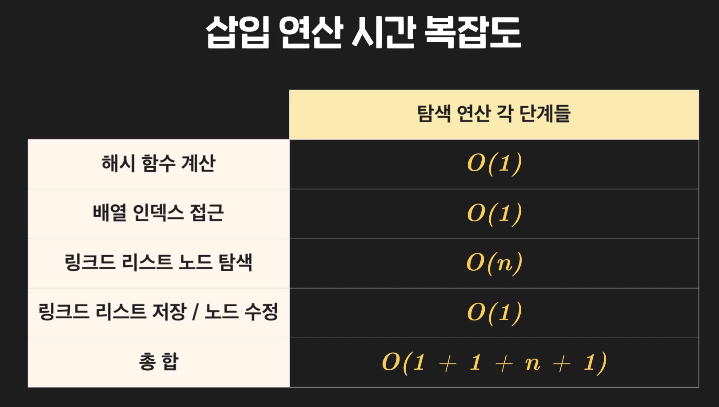 삽입 연산 시간 복잡도
탐색 연산 각 단계들
해시 함수 계산 O(1)
배열 인덱스 접근 O(1)
링크드 리스트 노드 탐색 O(n)
링크드 리스트 저장 / 노드 수정 O(1)
총 합 O(1 + 1 + n + 1)